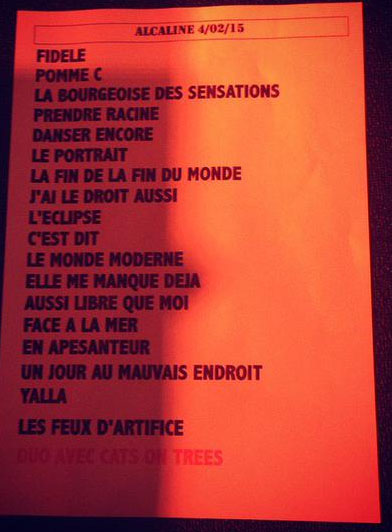 ALCALINE 4/02/15
FIDELE
POMME C
LA BOURGEOISE DES SENSATIONS
PRENDRE RACINE
DANSER ENCORE
LE PORTRAIT
LA FIN DE LA FIN DU MONDE
J'AI LE DROIT AUSSI
L'ECLIPSE
C'EST DIT
LE MONDE MODERNE
ELLE ME MANQUE DEJA
AUSSI LIBRE QUE MOI
FACE A LA MER
EN APESANTEUR
UN JOUR AU MAUVAIS ENDROIT
YALLA
LES FEUX D'ARTIFICE
DUO AVEC CATS ON TREES